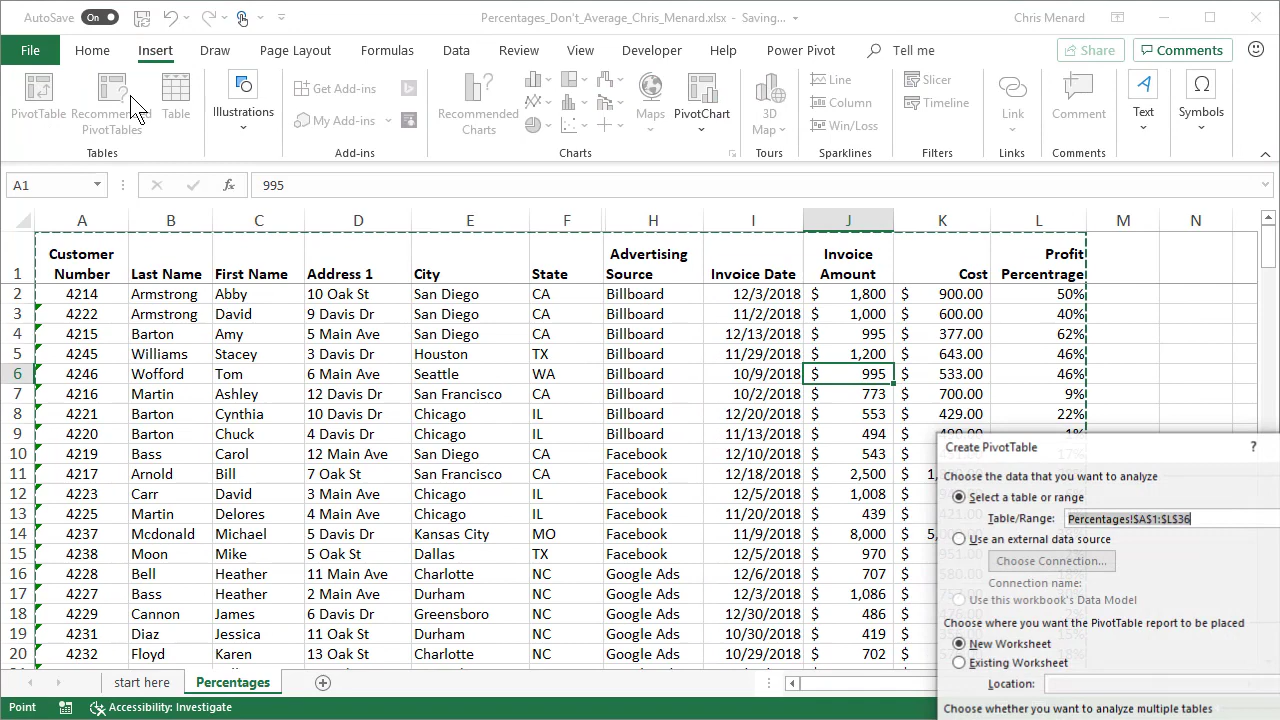 AutoSave On Percentages_Don't_Average_Chris_Menard.xlsx - Saving... Chris Menard
File Home Insert Draw Page Layout Formulas Data Review View Developer Help Power Pivot Tell me Share Comments
PivotTable PivotTables Table Illustrations Get Add-ins My Add-ins Recommended Charts Maps PivotChart 3D Map Line Column Win/Loss Slicer Timeline Link Comment Text Symbols
Tables Add-ins Charts Tours Sparklines Filters Links Comments
A1 fx 995
A B C D E F H I J K L M N
1 Customer Number Last Name First Name Address 1 City State Advertising Source Invoice Date Invoice Amount Cost Profit Percentrage
2 4214 Armstrong Abby 10 Oak St San Diego CA Billboard 12/3/2018 $ 1,800 $ 900.00 50%
3 4222 Armstrong David 9 Davis Dr San Diego CA Billboard 11/2/2018 $ 1,000 $ 600.00 40%
4 4215 Barton Amy 5 Main Ave San Diego CA Billboard 12/13/2018 $ 995 $ 377.00 62%
5 4245 Williams Stacey 3 Davis Dr Houston TX Billboard 11/29/2018 $ 1,200 $ 643.00 46%
6 4246 Wofford Tom 6 Main Ave Seattle WA Billboard 10/9/2018 $ 995 $ 533.00 46%
7 4216 Martin Ashley 12 Davis Dr San Francisco CA Billboard 10/2/2018 $ 773 $ 700.00 9%
8 4221 Barton Cynthia 10 Davis Dr Chicago IL Billboard 12/20/2018 $ 553 $ 429.00 22%
9 4220 Barton Chuck 4 Davis Dr Chicago IL Billboard 11/13/2018 $ 494 $
10 4219 Bass Carol 12 Main Ave San Diego CA Facebook 12/10/2018 $ 543 $
11 4217 Arnold Bill 7 Oak St San Francisco CA Facebook 12/18/2018 $ 2,500 $
12 4223 Carr David 3 Main Ave Chicago IL Facebook 12/5/2018 $ 1,008 $
13 4225 Martin Delores 4 Main Ave Chicago IL Facebook 10/25/2018 $ 439 $
14 4237 Mcdonald Michael 5 Davis Dr Kansas City MO Facebook 11/9/2018 $ 8,000 $
15 4238 Moon Mike 5 Oak St Dallas TX Facebook 12/5/2018 $ 970 $
16 4228 Bell Heather 11 Main Ave Charlotte NC Google Ads 12/6/2018 $ 707 $
17 4227 Bass Heather 2 Main Ave Durham NC Google Ads 12/3/2018 $ 1,086 $
18 4229 Cannon James 6 Davis Dr Greensboro NC Google Ads 12/30/2018 $ 486 $
19 4231 Diaz Jessica 11 Oak St Durham NC Google Ads 10/30/2018 $ 419 $
20 4232 Floyd Karen 13 Oak St Charlotte NC Google Ads 10/29/2018 $ 702 $
Create PivotTable ?
Choose the data that you want to analyze
Select a table or range
Table/Range: Percentages!$A$1:$L$36
Use an external data source
Choose Connection...
Connection name:
Use this workbook's Data Model
Choose where you want the PivotTable report to be placed
New Worksheet
Existing Worksheet
Location:
Choose whether you want to analyze multiple tables
start here Percentages
Point Accessibility: Investigate